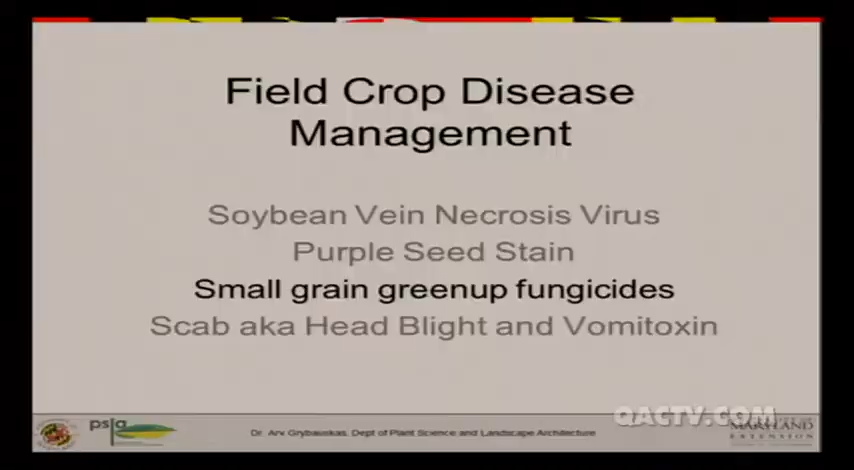 Field Crop Disease
Management
Soybean Vein Necrosis Virus
Purple Seed Stain
Small grain greenup fungicides
Scab aka Head Blight and Vomitoxin
psla
Dr. Arv Grybauskas, Dept of Plant Science and Landscape Architecture
QACTV.COM
MARYLAND
EXTENSION